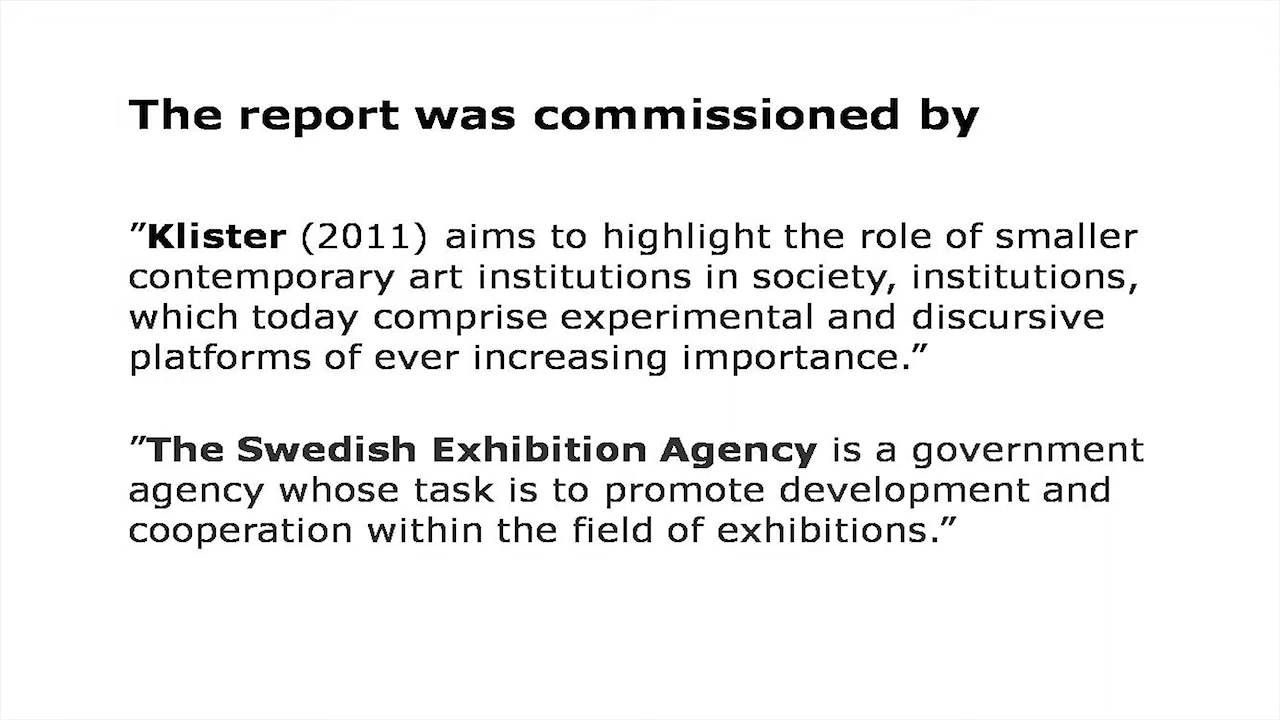 The report was commissioned by
”Klister (2011) aims to highlight the role of smaller
contemporary art institutions in society, institutions,
which today comprise experimental and discursive
platforms of ever increasing importance.”
”The Swedish Exhibition Agency is a government
agency whose task is to promote development and
cooperation within the field of exhibitions.”